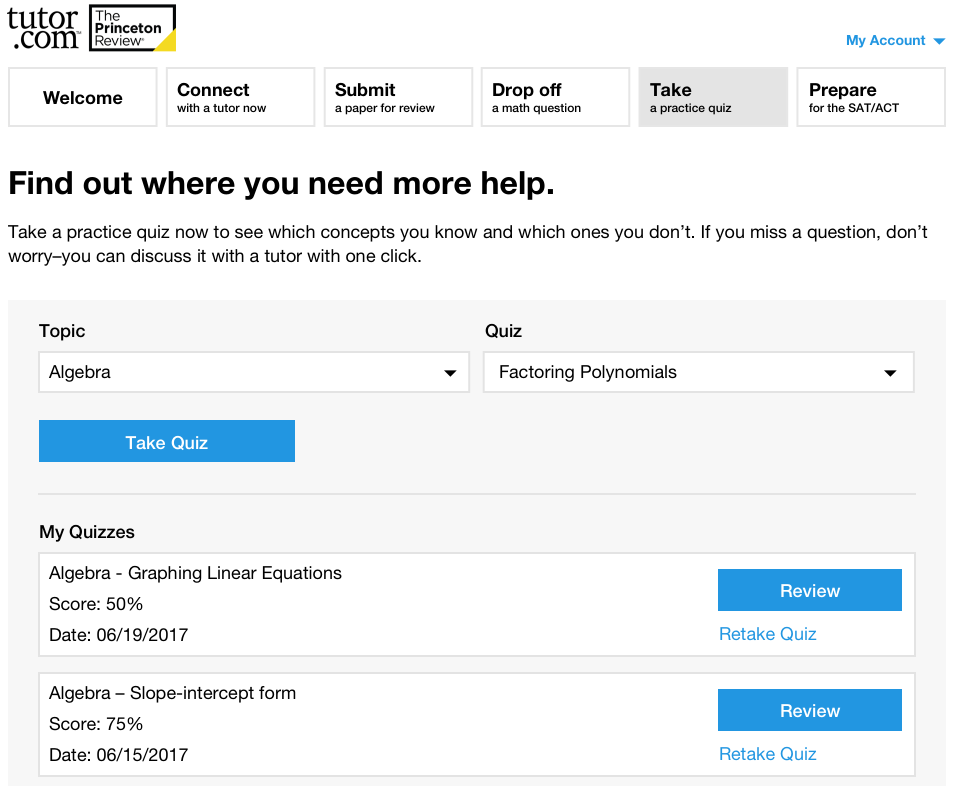 tutor
.com™
The
Princeton
Review®
My Account
Welcome
Connect
with a tutor now
Submit
a paper for review
Drop off
a math question
Take
a practice quiz
Prepare
for the SAT/ACT
Find out where you need more help.
Take a practice quiz now to see which concepts you know and which ones you don’t. If you miss a question, don’t
worry–you can discuss it with a tutor with one click.
Topic
Quiz
Algebra
Factoring Polynomials
Take Quiz
My Quizzes
Algebra - Graphing Linear Equations
Score: 50%
Date: 06/19/2017
Review
Retake Quiz
Algebra – Slope-intercept form
Score: 75%
Date: 06/15/2017
Review
Retake Quiz